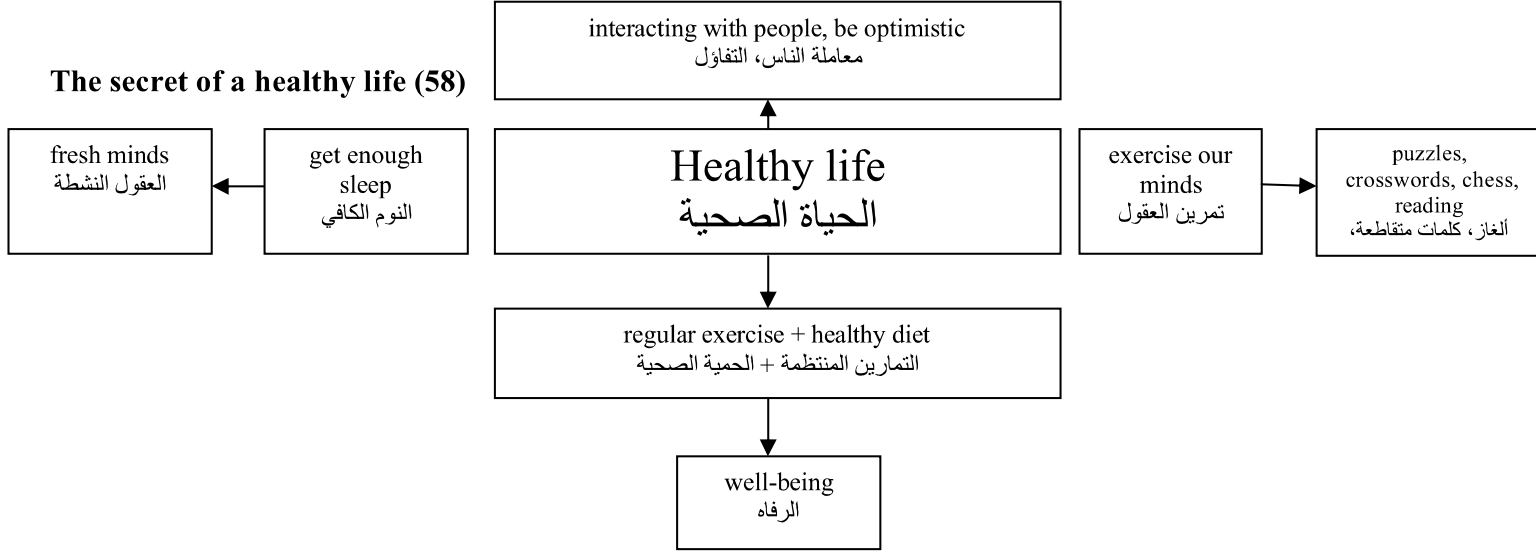 interacting with people, be optimistic
معاملة الناس، التفاؤل
The secret of a healthy life (58)
fresh minds
العقول النشطة
get enough
sleep
النوم الكافي
Healthy life
الحياة الصحية
exercise our
minds
تمرين العقول
puzzles,
crosswords, chess,
reading
ألغاز، كلمات متقاطعة،
regular exercise + healthy diet
التمارين المنتظمة + الحمية الصحية
well-being
الرفاه